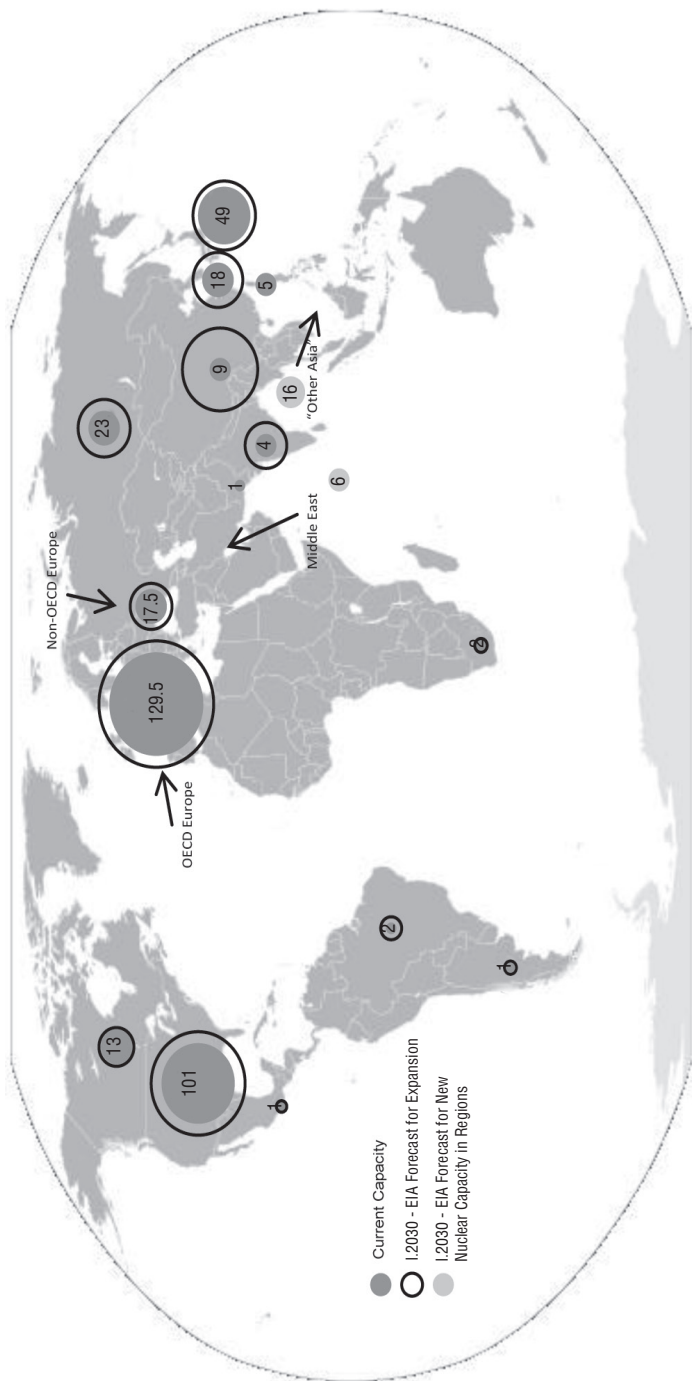 Non-OECD Europe
23
17.5
129.5
OECD Europe
49
18
5
9
16
"Other Asia"
4
1
6
Middle East
13
101
1
2
1
Current Capacity
I.2030 - EIA Forecast for Expansion
I.2030 - EIA Forecast for New
Nuclear Capacity in Regions